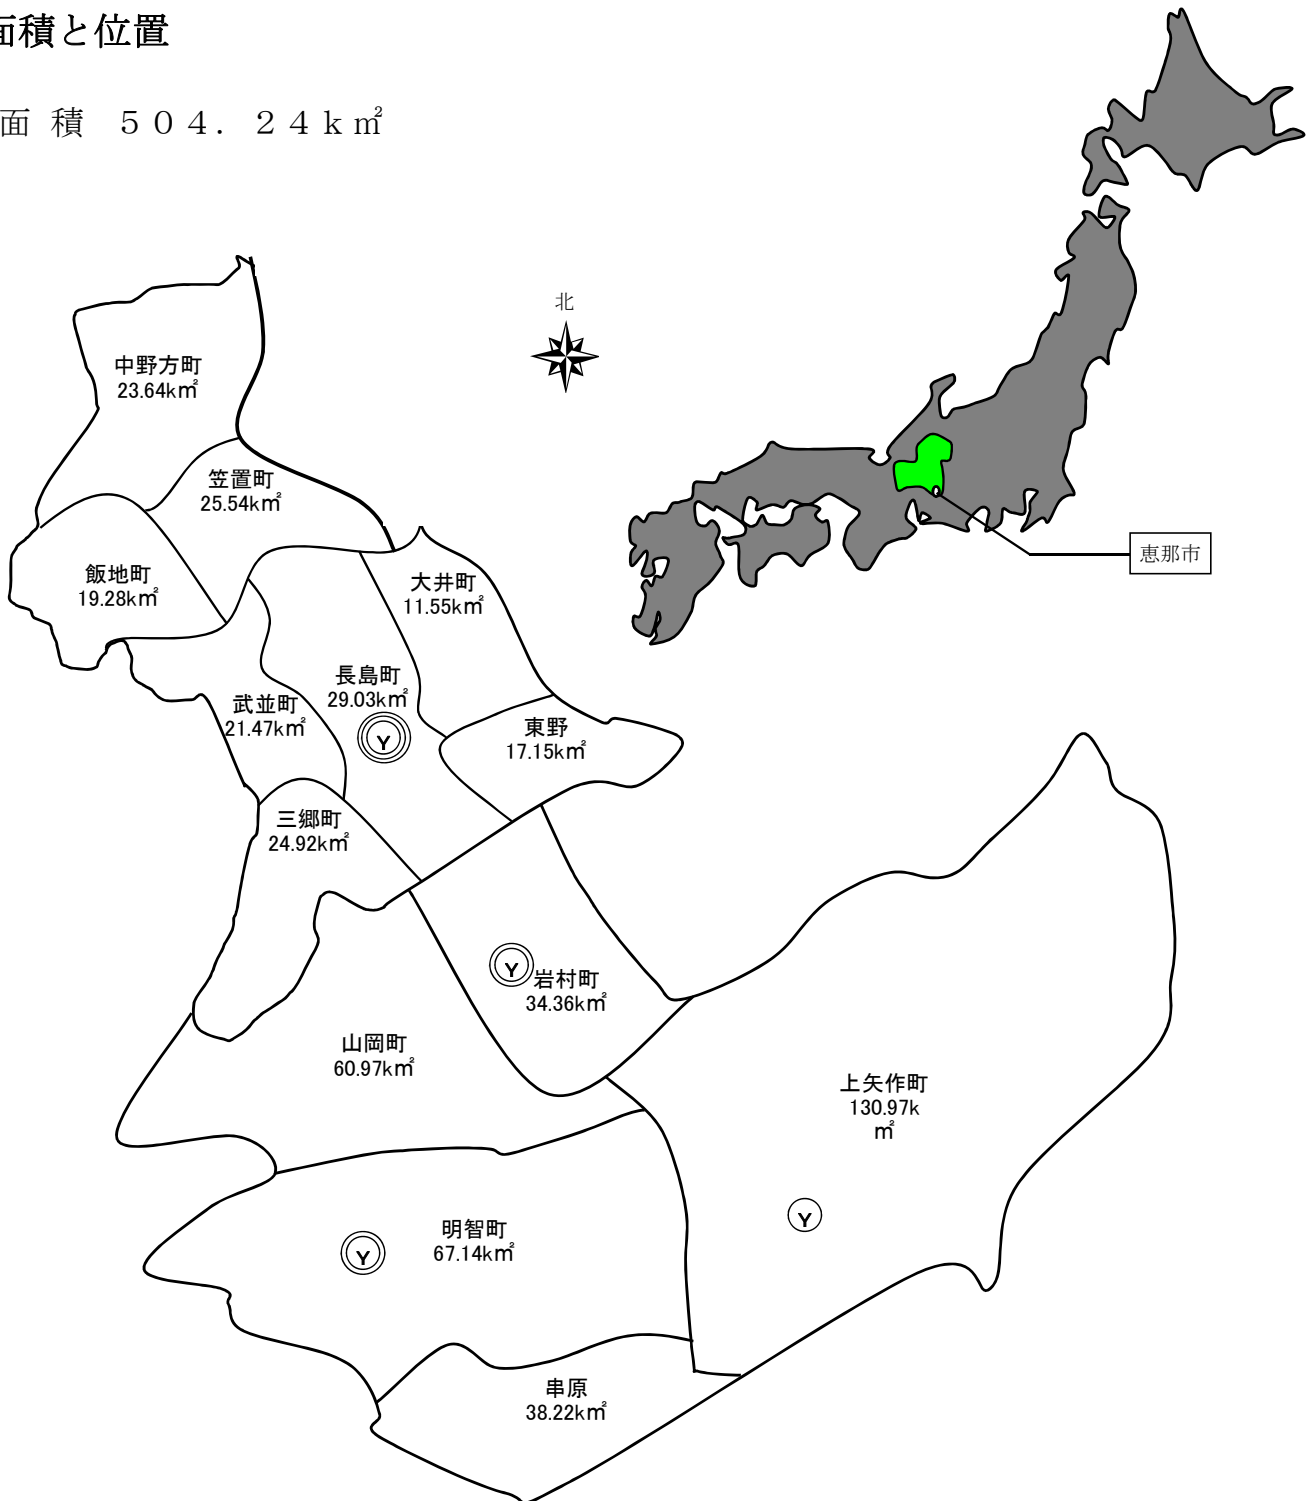 面積と位置
面 積 ５０４．２４ｋ㎡
北
中野方町
23.64k㎡
笠置町
25.54k㎡
飯地町
19.28k㎡
大井町
11.55k㎡
恵那市
長島町
29.03k㎡
武並町
21.47k㎡
Y
東野
17.15k㎡
三郷町
24.92k㎡
Y
岩村町
34.36k㎡
山岡町
60.97k㎡
上矢作町
130.97k
㎡
Y
明智町
67.14k㎡
Y
串原
38.22k㎡